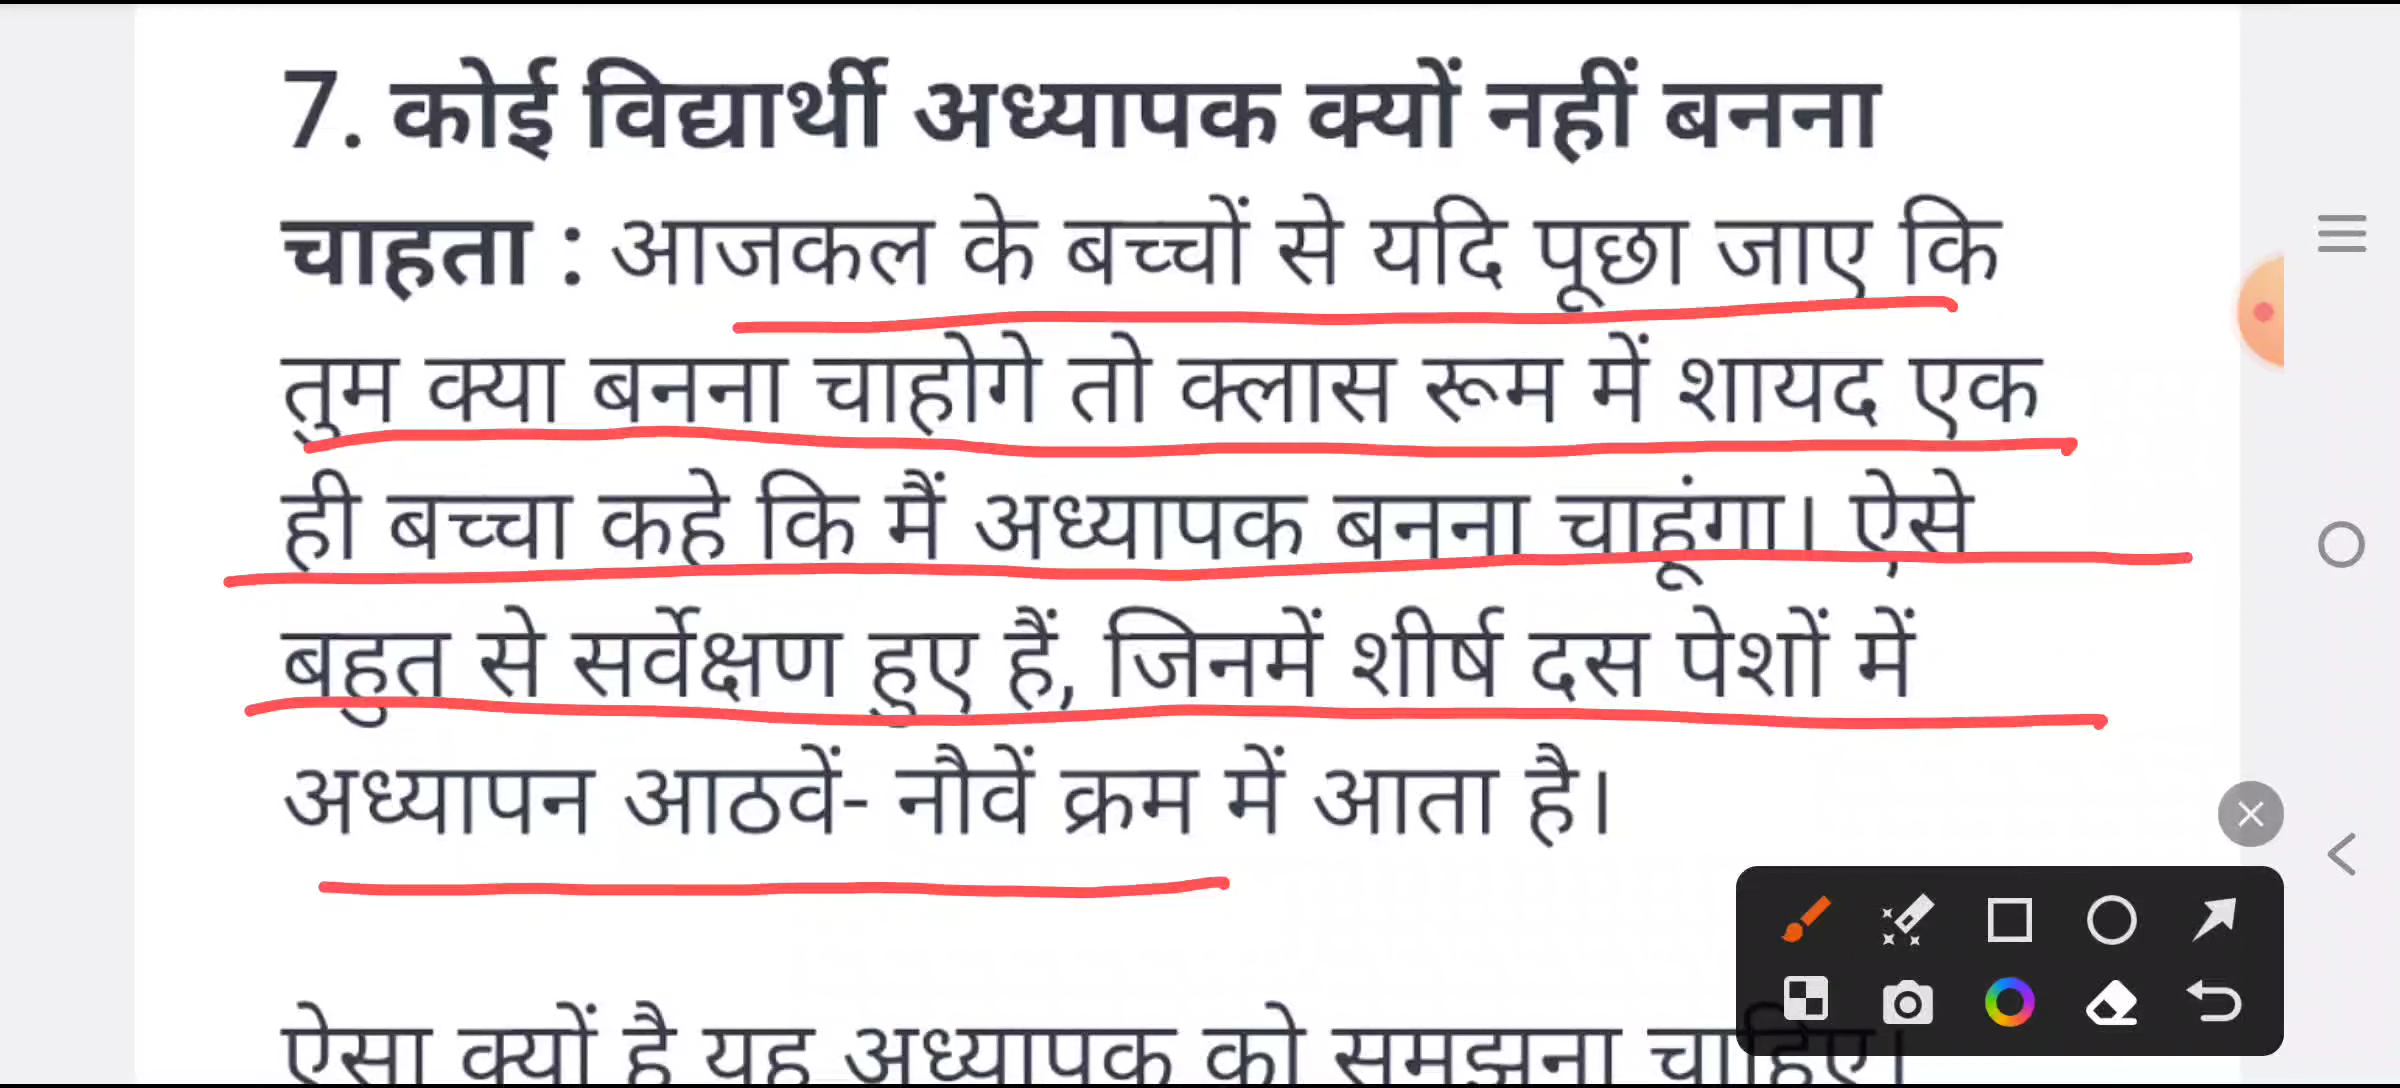 7. कोई विद्यार्थी अध्यापक क्यों नहीं बनना
चाहता : आजकल के बच्चों से यदि पूछा जाए कि
तुम क्या बनना चाहोगे तो क्लास रूम में शायद एक
ही बच्चा कहे कि मैं अध्यापक बनना चाहूंगा। ऐसे
बहुत से सर्वेक्षण हुए हैं, जिनमें शीर्ष दस पेशों में
अध्यापन आठवें- नौवें क्रम में आता है।
ऐसा क्यों है यह अध्यापक को समझना चाहिए।